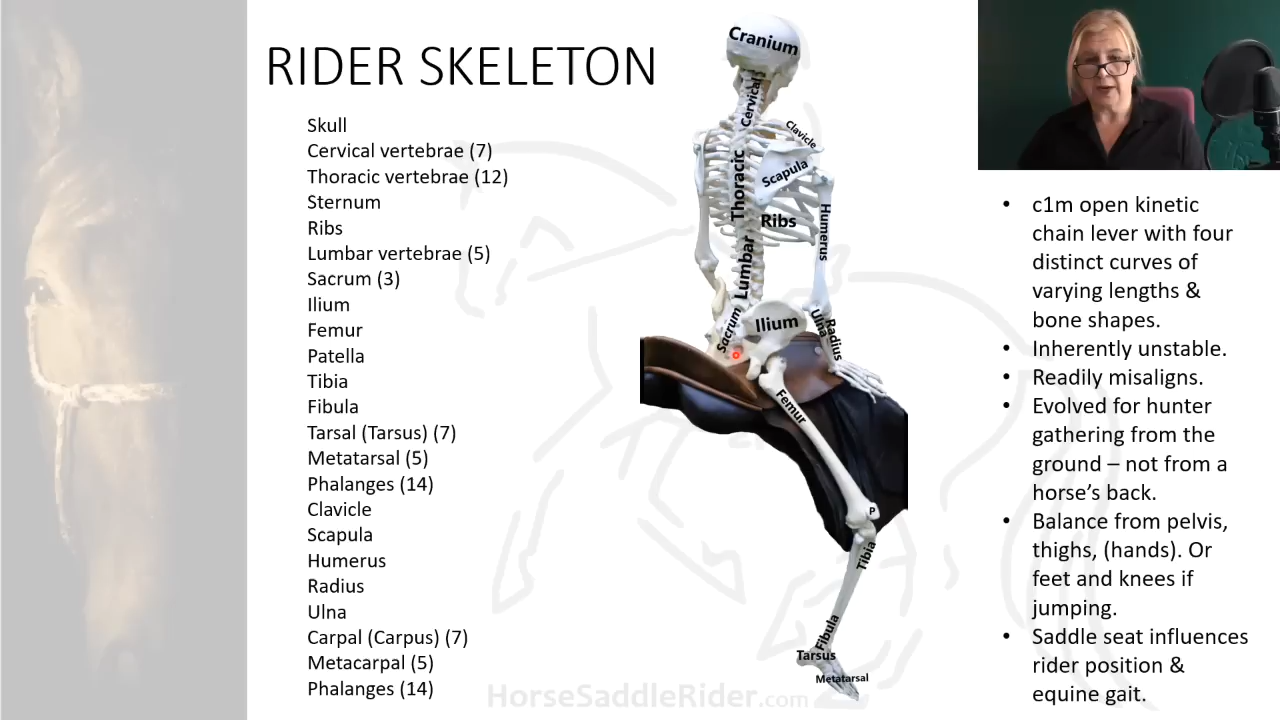 RIDER SKELETON
Skull
Cervical vertebrae (7)
Thoracic vertebrae (12)
Sternum
Ribs
Lumbar vertebrae (5)
Sacrum (3)
Ilium
Femur
Patella
Tibia
Fibula
Tarsal (Tarsus) (7)
Metatarsal (5)
Phalanges (14)
Clavicle
Scapula
Humerus
Radius
Ulna
Carpal (Carpus) (7)
Metacarpal (5)
Phalanges (14)
Cranium
Cervical
Clavicle
Thoracic
Scapula
Ribs
Humerus
Lumbar
Sacrum
Ilium
Ulna
Radius
Femur
P
Tibia
Fibula
Tarsus
Metatarsal
HorseSaddleRider.com
• c1m open kinetic
chain lever with four
distinct curves of
varying lengths &
bone shapes.
• Inherently unstable.
• Readily misaligns.
• Evolved for hunter
gathering from the
ground – not from a
horse’s back.
• Balance from pelvis,
thighs, (hands). Or
feet and knees if
jumping.
• Saddle seat influences
rider position &
equine gait.